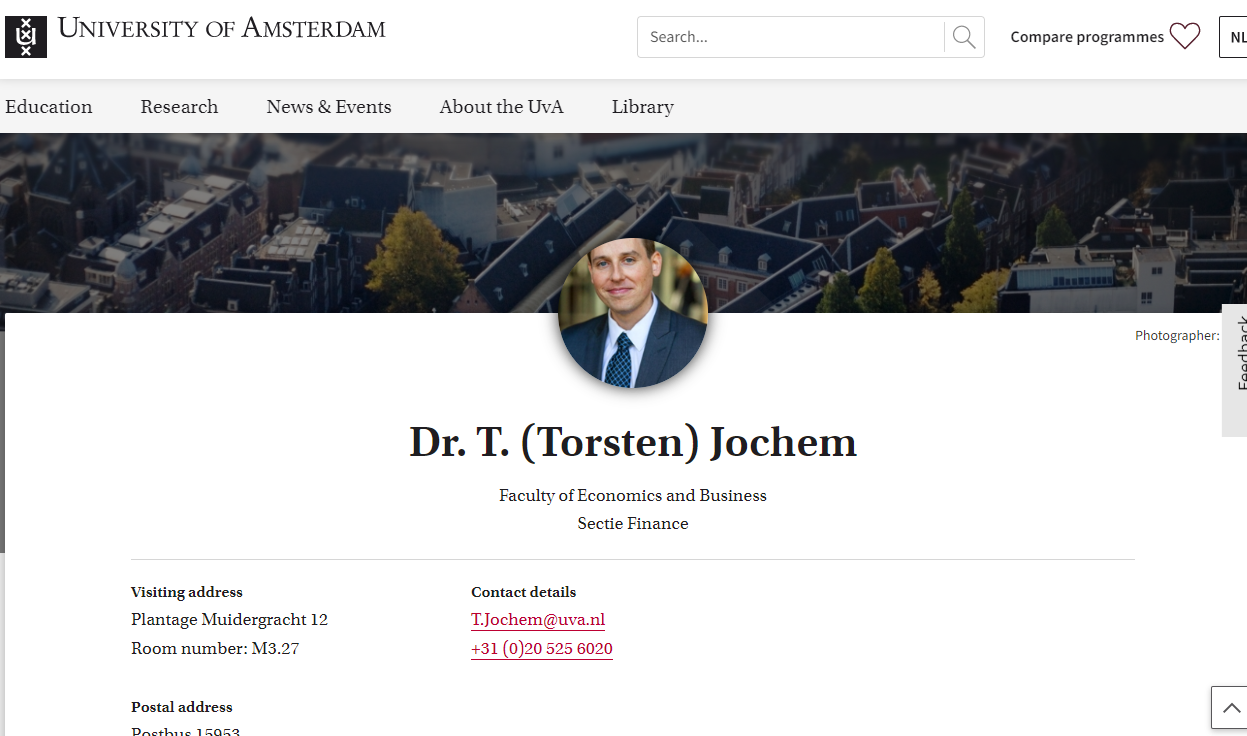 University of Amsterdam
Search...
Compare programmes
NL
Education
Research
News & Events
About the UvA
Library
Photographer:
Feedback
Dr. T. (Torsten) Jochem
Faculty of Economics and Business
Sectie Finance
Visiting address
Plantage Muidergracht 12
Room number: M3.27
Contact details
T.Jochem@uva.nl
+31 (0)20 525 6020
Postal address
Postbus 15953